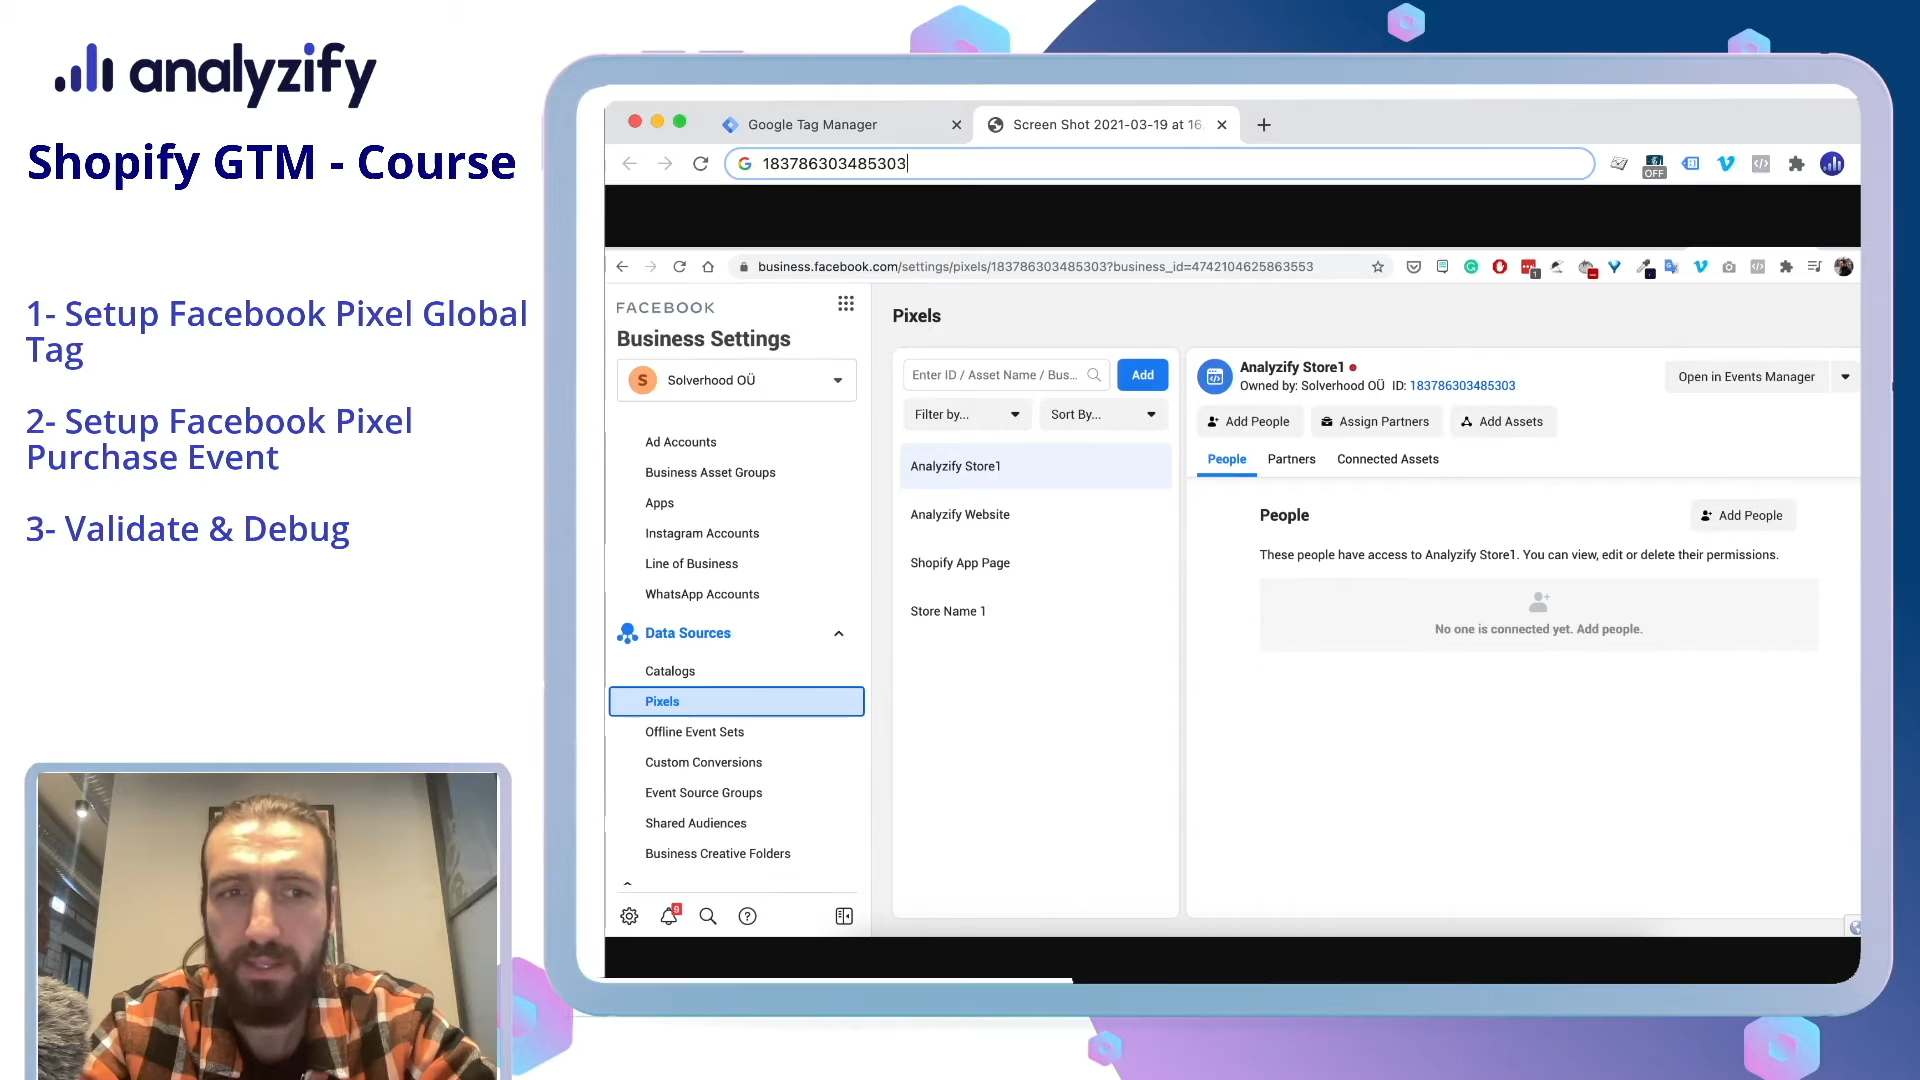 analyzify
Shopify GTM - Course
1- Setup Facebook Pixel Global
Tag
2- Setup Facebook Pixel
Purchase Event
3- Validate & Debug
Google Tag Manager
Screen Shot 2021-03-19 at 16
183786303485303
OFF
business.facebook.com/settings/pixels/183786303485303?business_id=4742104625863553
1
FACEBOOK
Business Settings
S
Solverhood OÜ
Ad Accounts
Business Asset Groups
Apps
Instagram Accounts
Line of Business
WhatsApp Accounts
Data Sources
Catalogs
Pixels
Offline Event Sets
Custom Conversions
Event Source Groups
Shared Audiences
Business Creative Folders
9
Pixels
Enter ID / Asset Name / Bus...
Add
Filter by...
Sort By...
Analyzify Store1
Analyzify Website
Shopify App Page
Store Name 1
Analyzify Store1
Owned by: Solverhood OÜ ID: 183786303485303
Open in Events Manager
Add People
Assign Partners
Add Assets
People
Partners
Connected Assets
People
Add People
These people have access to Analyzify Store1. You can view, edit or delete their permissions.
No one is connected yet. Add people.